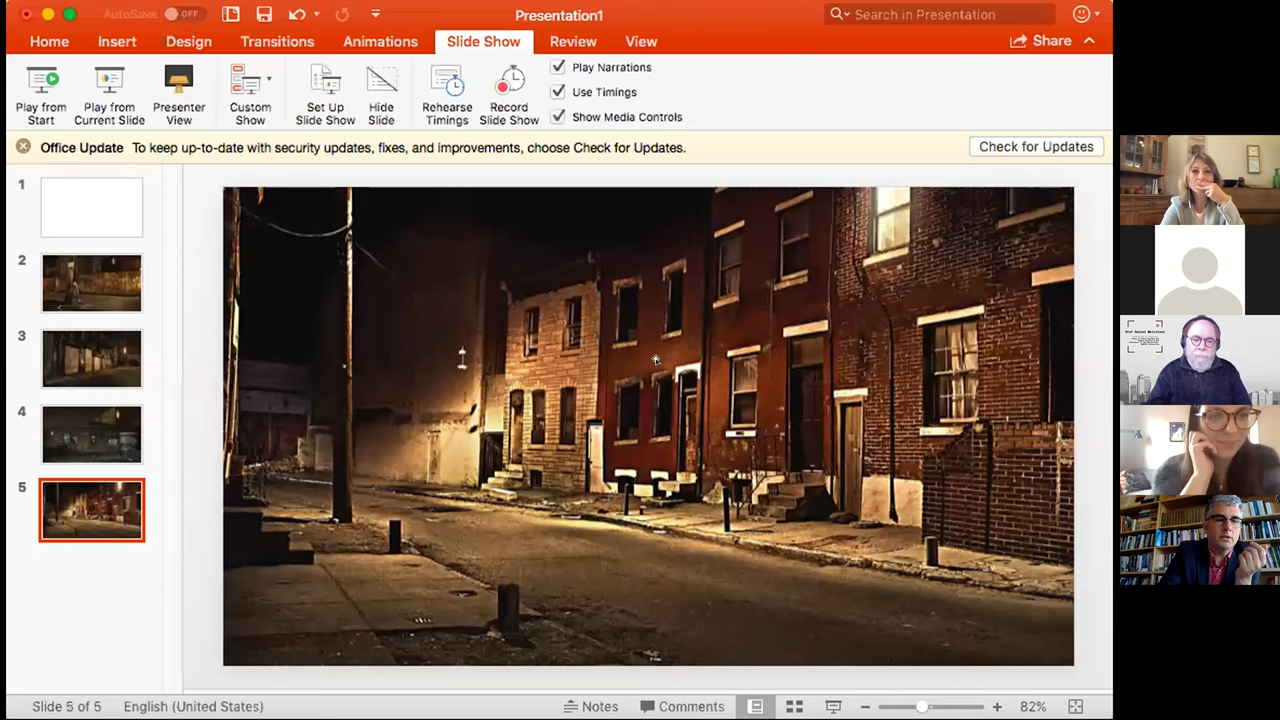 AutoSave OFF
Presentation1
Search in Presentation
Home Insert Design Transitions Animations Slide Show Review View
Share
Play from Start
Play from Current Slide
Presenter View
Custom Show
Set Up Slide Show
Hide Slide
Rehearse Timings
Record Slide Show
Play Narrations
Use Timings
Show Media Controls
Office Update To keep up-to-date with security updates, fixes, and improvements, choose Check for Updates.
Check for Updates
1
2
3
4
5
Prof Daniel
Slide 5 of 5 English (United States) Notes Comments 82%